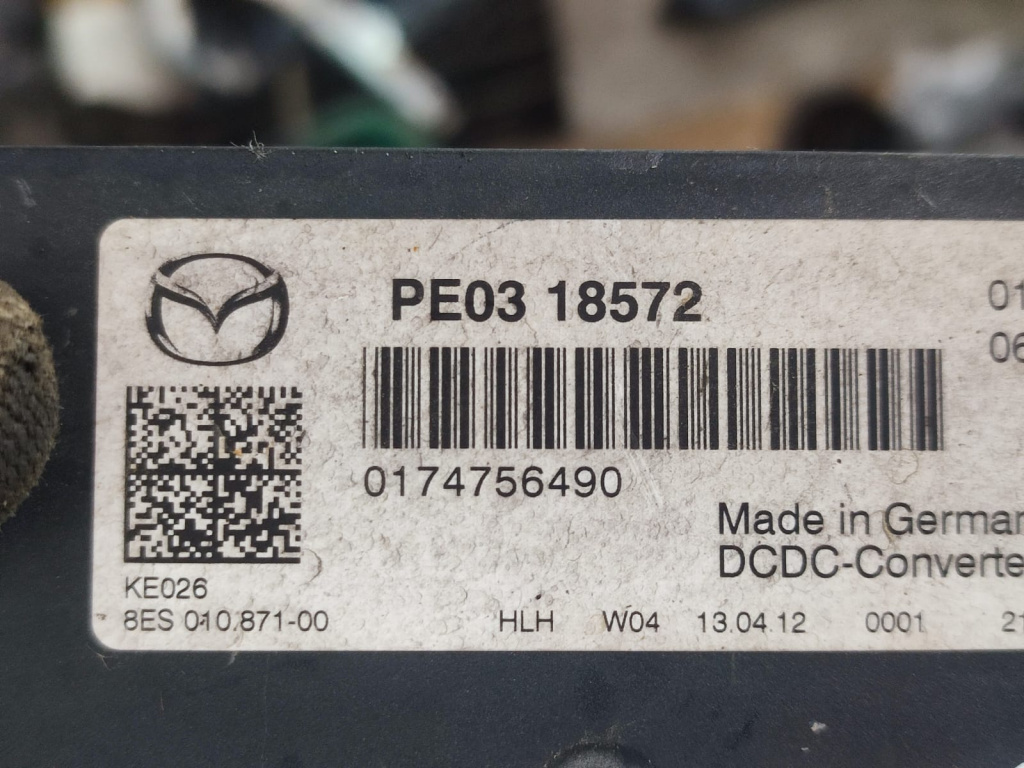 PE03 18572
01
06
0174756490
Made in German
DCDC-Converte
KE026
8ES 010.871-00 HLH W04 13.04.12 0001 21